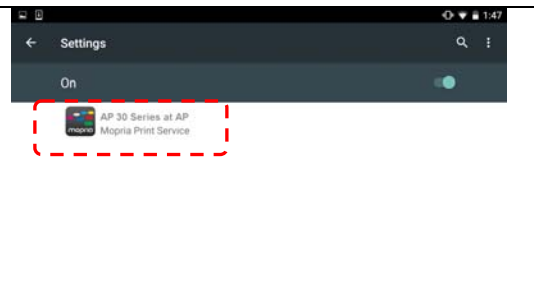 1:47
Settings
On
AP 30 Series at AP
mopria
Mopria Print Service